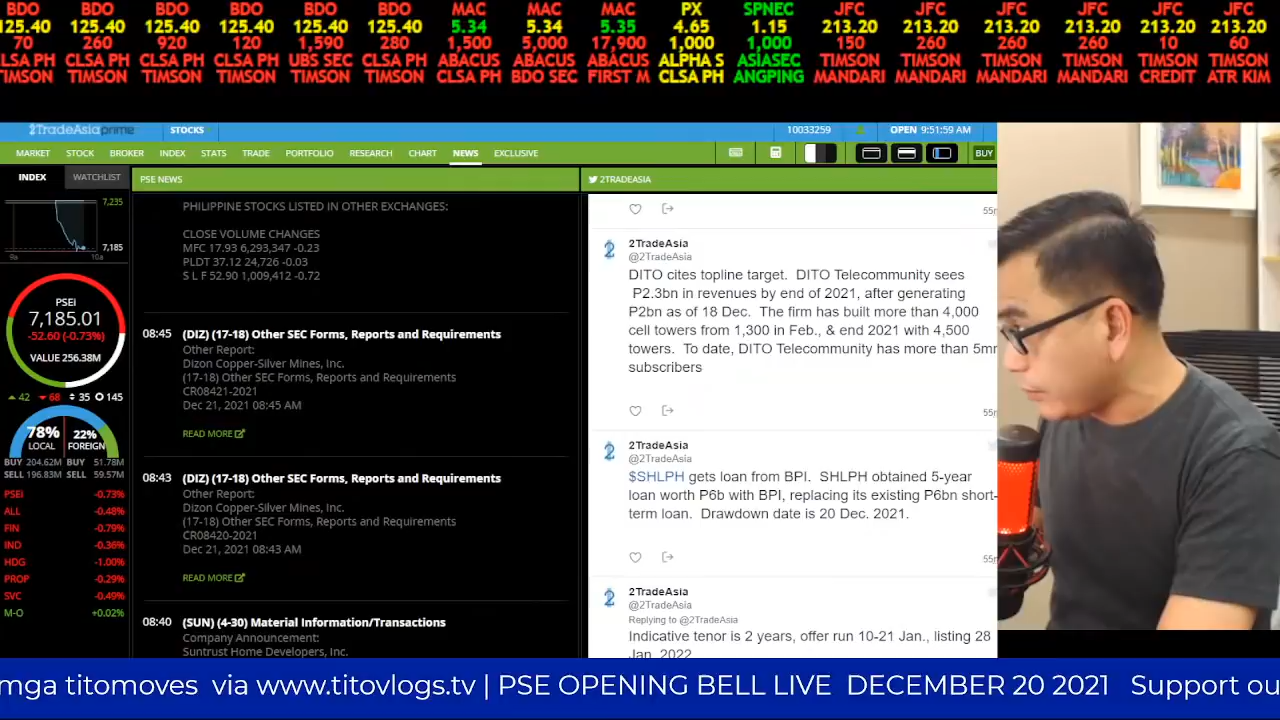 BDO BDO BDO BDO BDO BDO MAC MAC MAC PX SPNEC JFC JFC JFC JFC JFC JFC
125.40 125.40 125.40 125.40 125.40 125.40 5.34 5.34 5.35 4.65 1.15 213.20 213.20 213.20 213.20 213.20 213.20
70 260 920 120 1,590 280 1,500 5,000 17,900 1,000 1,000 150 260 260 260 10 60
CLSA PH CLSA PH CLSA PH CLSA PH UBS SEC CLSA PH ABACUS ABACUS ABACUS ALPHA S ASIASEC TIMSON TIMSON TIMSON TIMSON TIMSON TIMSON
TIMSON TIMSON TIMSON TIMSON TIMSON TIMSON CLSA PH BDO SEC FIRST M CLSA PH ANGPING MANDARI MANDARI MANDARI MANDARI CREDIT ATR KIM
2TradeAsiaprime STOCKS 10033259 OPEN 9:51:59 AM
MARKET STOCK BROKER INDEX STATS TRADE PORTFOLIO RESEARCH CHART NEWS EXCLUSIVE BUY
INDEX WATCHLIST
7,235
7,185
9a 10a
PSEi
7,185.01
-52.60 (-0.73%)
VALUE 256.38M
42 68 35 145
78% 22%
LOCAL FOREIGN
BUY 204.62M BUY 51.78M
SELL 196.83M SELL 59.57M
PSEi -0.73%
ALL -0.48%
FIN -0.79%
IND -0.36%
HDG -1.00%
PROP -0.29%
SVC -0.49%
M-O +0.02%
PSE NEWS
PHILIPPINE STOCKS LISTED IN OTHER EXCHANGES:
CLOSE VOLUME CHANGES
MFC 17.93 6,293,347 -0.23
PLDT 37.12 24,726 -0.03
S L F 52.90 1,009,412 -0.72
08:45 (DIZ) (17-18) Other SEC Forms, Reports and Requirements
Other Report:
Dizon Copper-Silver Mines, Inc.
(17-18) Other SEC Forms, Reports and Requirements
CR08421-2021
Dec 21, 2021 08:45 AM
READ MORE
08:43 (DIZ) (17-18) Other SEC Forms, Reports and Requirements
Other Report:
Dizon Copper-Silver Mines, Inc.
(17-18) Other SEC Forms, Reports and Requirements
CR08420-2021
Dec 21, 2021 08:43 AM
READ MORE
08:40 (SUN) (4-30) Material Information/Transactions
Company Announcement:
Suntrust Home Developers, Inc.
2TRADEASIA
55m
2TradeAsia
@2TradeAsia
DITO cites topline target. DITO Telecommunity sees
P2.3bn in revenues by end of 2021, after generating
P2bn as of 18 Dec. The firm has built more than 4,000
cell towers from 1,300 in Feb., & end 2021 with 4,500
towers. To date, DITO Telecommunity has more than 5mn
subscribers
55m
2TradeAsia
@2TradeAsia
$SHLPH gets loan from BPI. SHLPH obtained 5-year
loan worth P6b with BPI, replacing its existing P6bn short-
term loan. Drawdown date is 20 Dec. 2021.
55m
2TradeAsia
@2TradeAsia
Replying to @2TradeAsia
Indicative tenor is 2 years, offer run 10-21 Jan., listing 28
Jan. 2022
mga titomoves via www.titovlogs.tv | PSE OPENING BELL LIVE DECEMBER 20 2021 Support ou